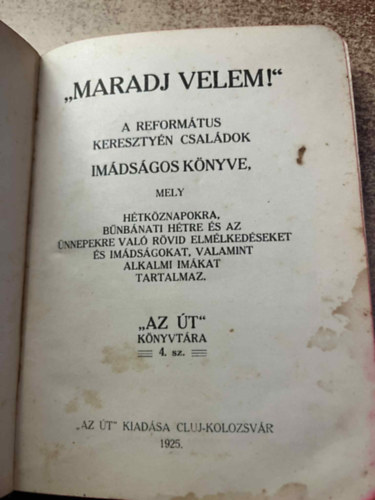 „MARADJ VELEM!“
A REFORMÁTUS
KERESZTYÉN CSALÁDOK
IMÁDSÁGOS KÖNYVE,
MELY
HÉTKÖZNAPOKRA,
BŰNBÁNATI HÉTRE ÉS AZ
ÜNNEPEKRE VALÓ RÖVID ELMÉLKEDÉSEKET
ÉS IMÁDSÁGOKAT, VALAMINT
ALKALMI IMÁKAT
TARTALMAZ.
„AZ ÚT“
KÖNYVTÁRA
4. sz.
„AZ ÚT“ KIADÁSA CLUJ-KOLOZSVÁR
1925.